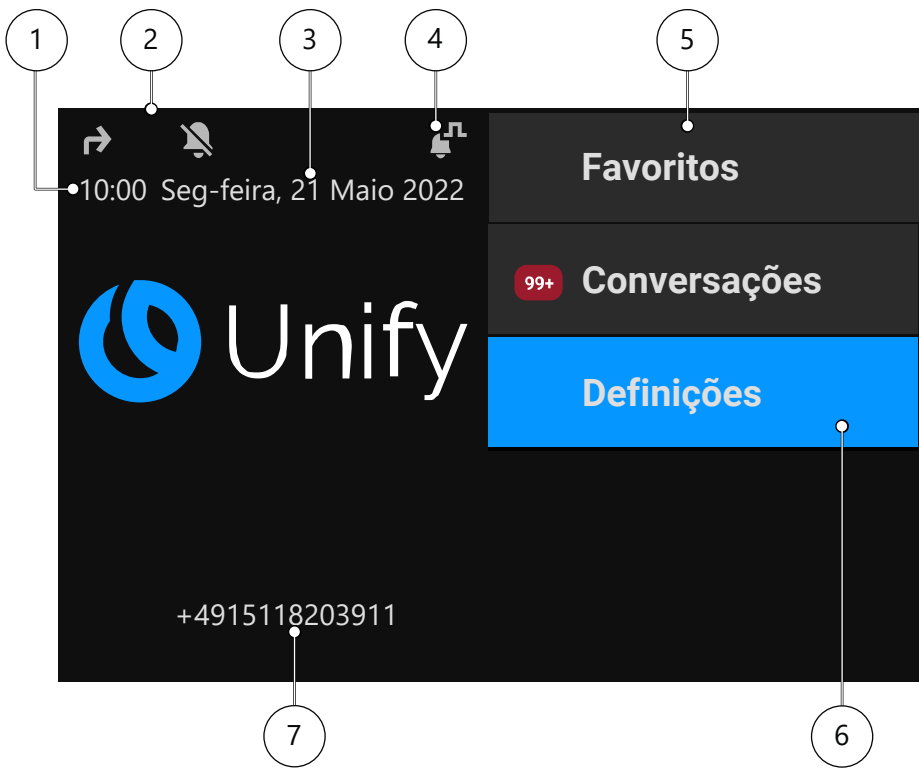 1
2
3
4
5
10:00 Seg-feira, 21 Maio 2022
Favoritos
99+ Conversações
Unify
Definições
+4915118203911
7
6